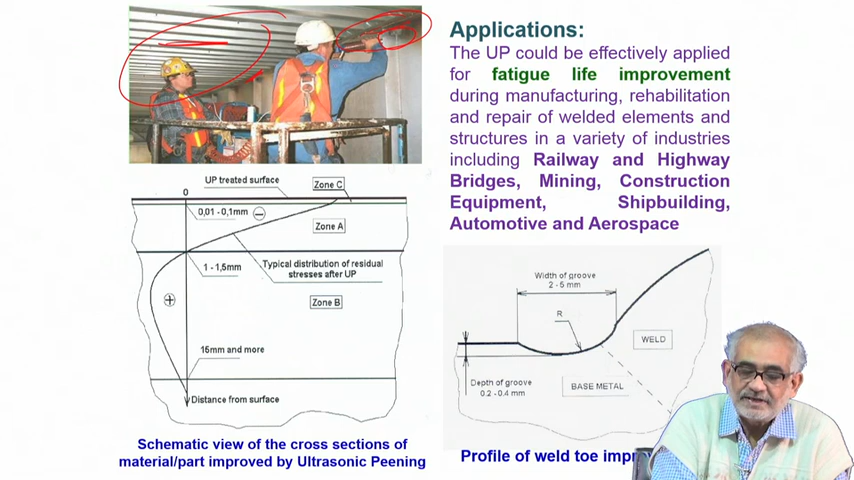 Applications:
The UP could be effectively applied
for fatigue life improvement
during manufacturing, rehabilitation
and repair of welded elements and
structures in a variety of industries
including Railway and Highway
Bridges, Mining, Construction
Equipment, Shipbuilding,
Automotive and Aerospace
UP treated surface
Zone C
0
0,01 - 0,1mm
Zone A
1 - 1,5mm
Typical distribution of residual
stresses after UP
Zone B
15mm and more
Distance from surface
Schematic view of the cross sections of
material/part improved by Ultrasonic Peening
Width of groove
2 - 5 mm
R
WELD
Depth of groove
0.2 - 0.4 mm
BASE METAL
Profile of weld toe